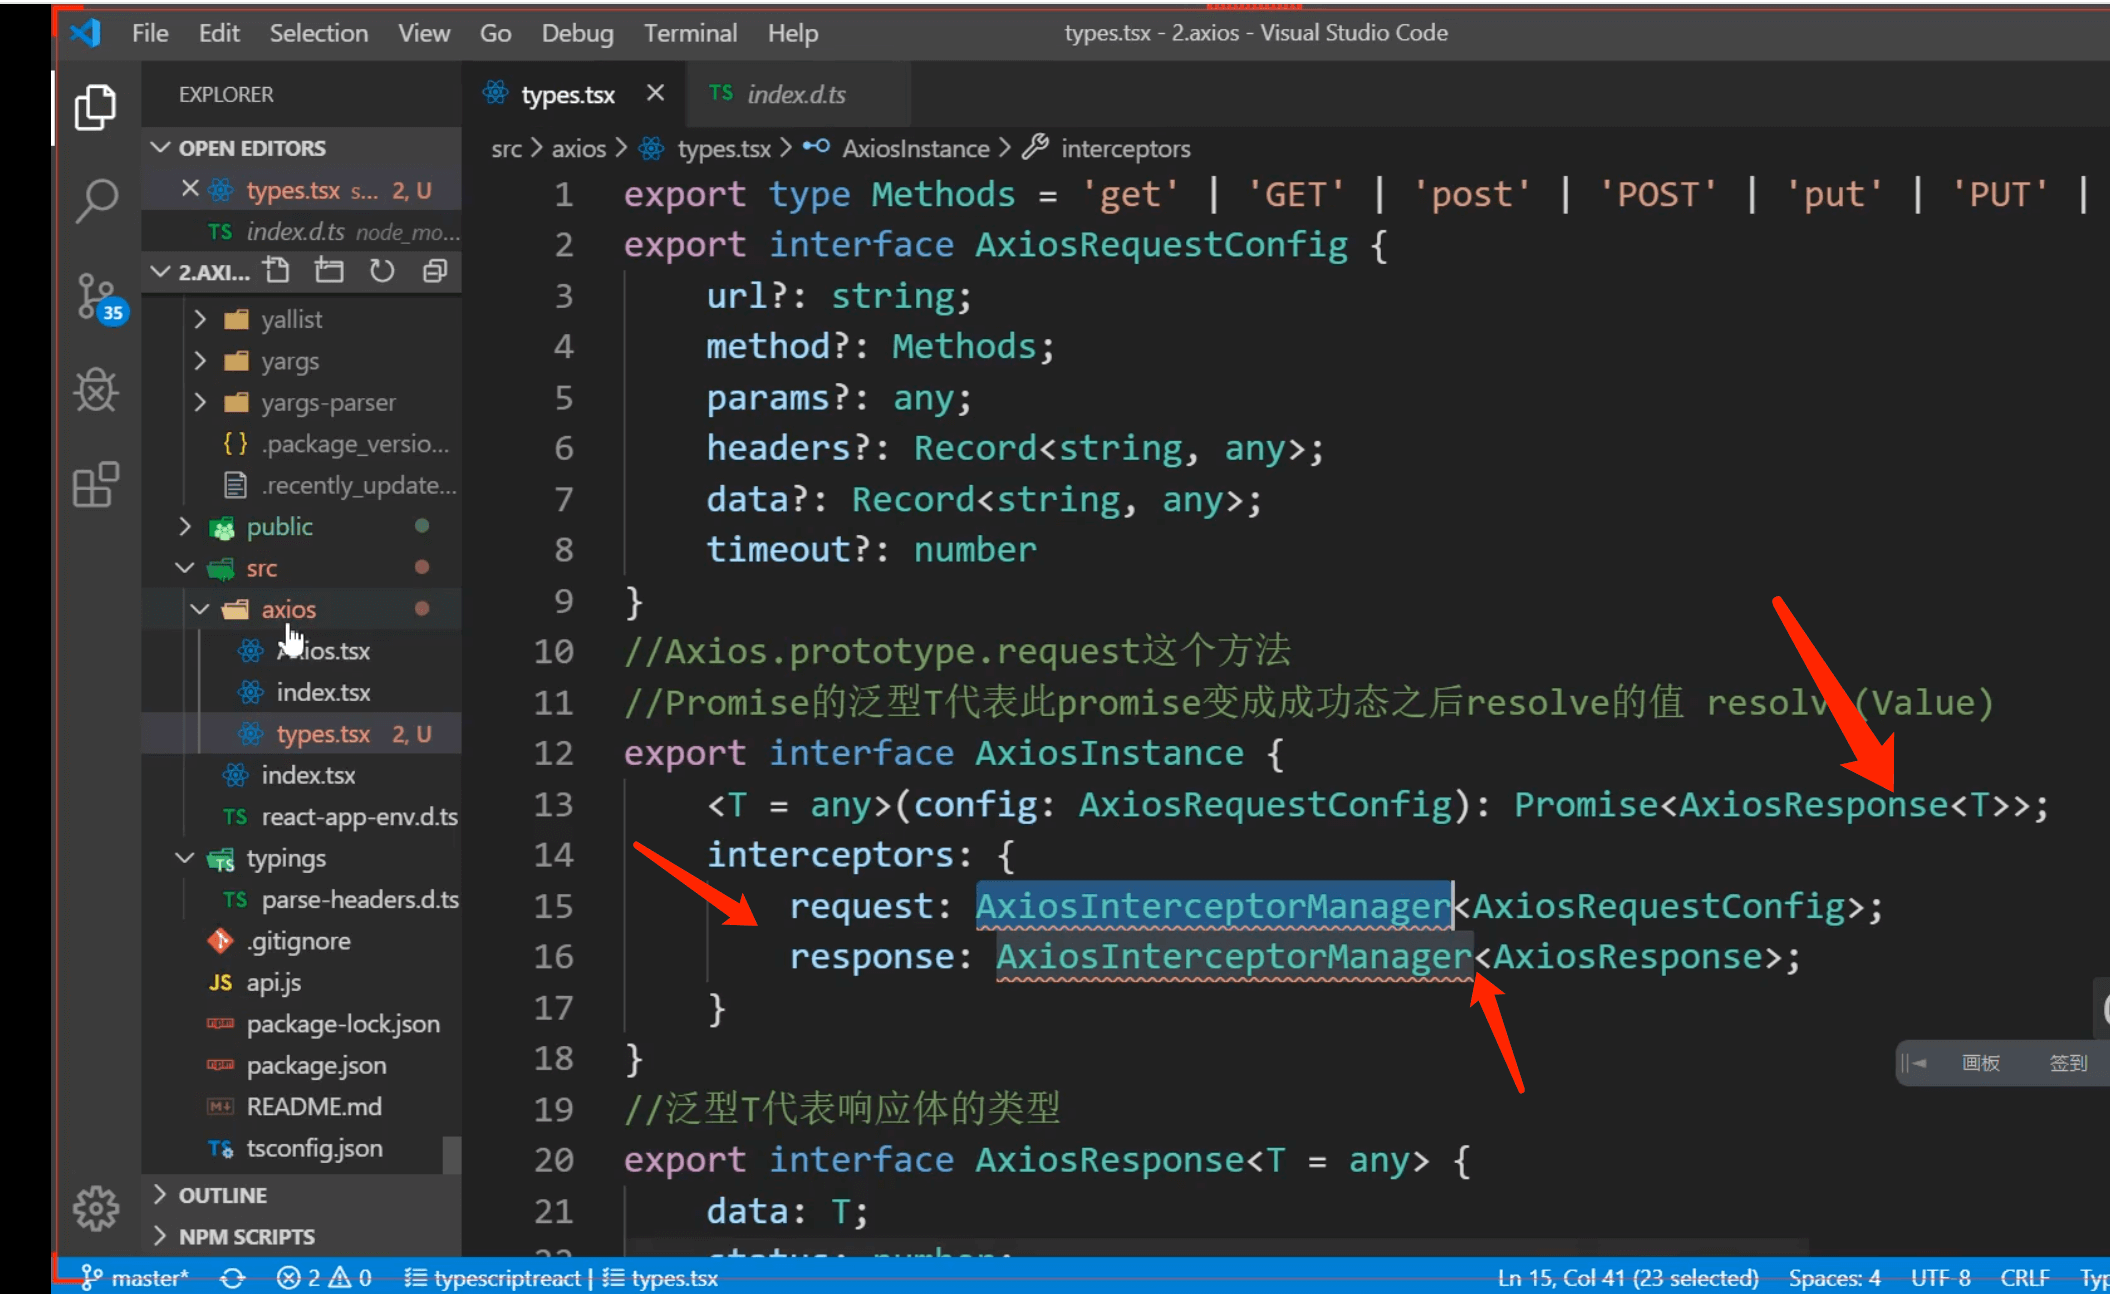 File Edit Selection View Go Debug Terminal Help
types.tsx - 2.axios - Visual Studio Code
EXPLORER
OPEN EDITORS
types.tsx s... 2, U
TS index.d.ts node_mo...
2.AXI...
yallist
yargs
yargs-parser
{} .package_versio...
.recently_update...
public
src
axios
index.tsx
types.tsx 2, U
index.tsx
TS react-app-env.d.ts
typings
TS parse-headers.d.ts
.gitignore
JS api.js
package-lock.json
package.json
README.md
tsconfig.json
OUTLINE
NPM SCRIPTS
35
types.tsx
TS index.d.ts
src > axios > types.tsx > AxiosInstance > interceptors
1 export type Methods = 'get' | 'GET' | 'post' | 'POST' | 'put' | 'PUT' |
2 export interface AxiosRequestConfig {
3 url?: string;
4 method?: Methods;
5 params?: any;
6 headers?: Record<string, any>;
7 data?: Record<string, any>;
8 timeout?: number
9 }
10 //Axios.prototype.request这个方法
11 //Promise的泛型T代表此promise变成成功态之后resolve的值 resolv (Value)
12 export interface AxiosInstance {
13 <T = any>(config: AxiosRequestConfig): Promise<AxiosResponse<T>>;
14 interceptors: {
15 request: AxiosInterceptorManager<AxiosRequestConfig>;
16 response: AxiosInterceptorManager<AxiosResponse>;
17 }
18 }
19 //泛型T代表响应体的类型
20 export interface AxiosResponse<T = any> {
21 data: T;
画板 签到
master* 2 0 typescriptreact | types.tsx
Ln 15, Col 41 (23 selected) Spaces: 4 UTF-8 CRLF